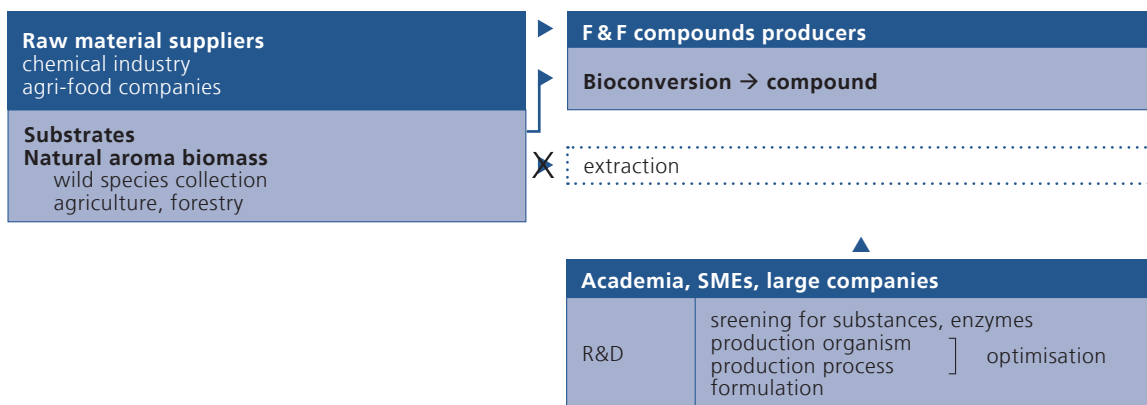 Raw material suppliers
chemical industry
agri-food companies
Substrates
Natural aroma biomass
wild species collection
agriculture, forestry
F & F compounds producers
Bioconversion → compound
X
extraction
Academia, SMEs, large companies
R&D
sreening for substances, enzymes
production organism
production process
formulation
optimisation